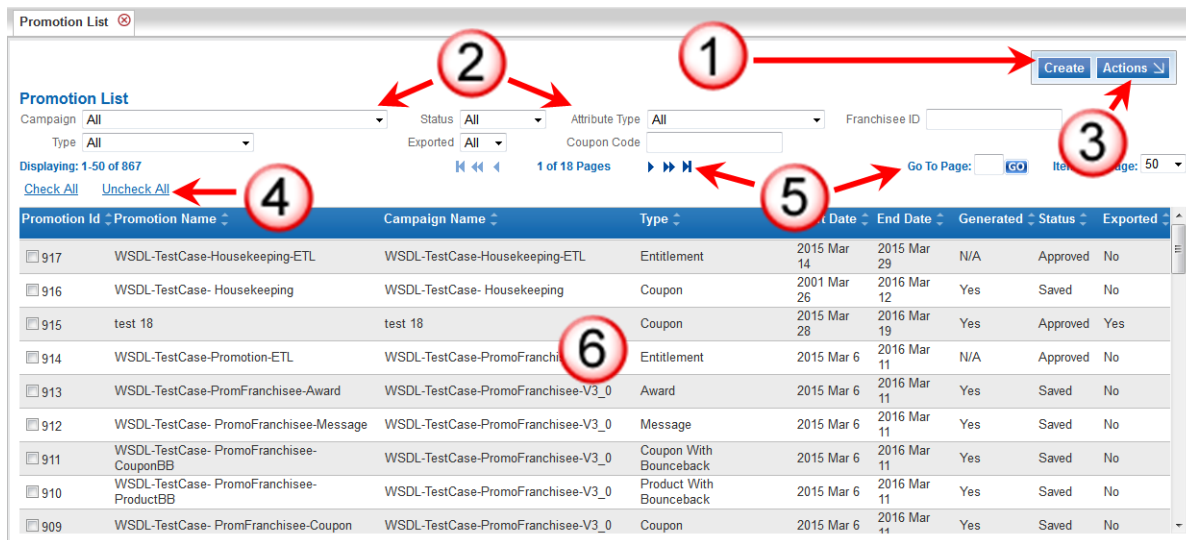 Promotion List
1
2
Create Actions
Promotion List
Campaign All Status All Attribute Type All Franchisee ID
3
Type All Exported All Coupon Code
Displaying: 1-50 of 867 1 of 18 Pages Go To Page: GO 50
Check All Uncheck All
4
5
Promotion Id Promotion Name Campaign Name Type Date End Date Generated Status Exported
917 WSDL-TestCase-Housekeeping-ETL WSDL-TestCase-Housekeeping-ETL Entitlement 2015 Mar 2015 Mar N/A Approved No
14 29
916 WSDL-TestCase- Housekeeping WSDL-TestCase- Housekeeping Coupon 2001 Mar 2016 Mar Yes Saved No
26 12
915 test 18 test 18 Coupon 2015 Mar 2016 Mar Yes Approved Yes
28 19
6
914 WSDL-TestCase-Promotion-ETL WSDL-TestCase-PromoFranchi Entitlement 2015 Mar 6 2016 Mar N/A Approved No
11
913 WSDL-TestCase-PromFranchisee-Award WSDL-TestCase-PromoFranchisee-V3_0 Award 2015 Mar 6 2016 Mar Yes Saved No
11
912 WSDL-TestCase- PromoFranchisee-Message WSDL-TestCase-PromoFranchisee-V3_0 Message 2015 Mar 6 2016 Mar Yes Saved No
11
911 WSDL-TestCase- PromoFranchisee- WSDL-TestCase-PromoFranchisee-V3_0 Coupon With 2015 Mar 6 2016 Mar Yes Saved No
CouponBB Bounceback 11
910 WSDL-TestCase- PromoFranchisee- WSDL-TestCase-PromoFranchisee-V3_0 Product With 2015 Mar 6 2016 Mar Yes Saved No
ProductBB Bounceback 11
909 WSDL-TestCase- PromFranchisee-Coupon WSDL-TestCase-PromoFranchisee-V3_0 Coupon 2015 Mar 6 2016 Mar Yes Saved No
11